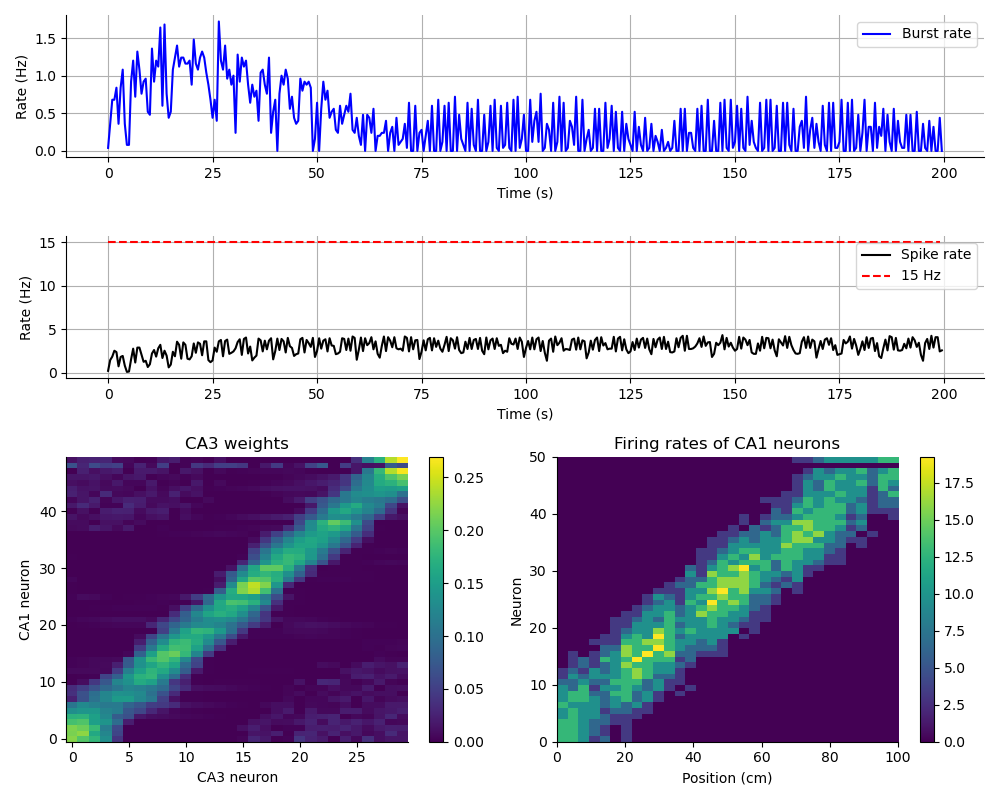 Rate (Hz)
1.5
1.0
0.5
0.0
Burst rate
0 25 50 75 100 125 150 175 200
Time (s)
Rate (Hz)
15
10
5
0
Spike rate
15 Hz
0 25 50 75 100 125 150 175 200
Time (s)
CA3 weights
CA1 neuron
40
30
20
10
0
0 5 10 15 20 25
CA3 neuron
0.25
0.20
0.15
0.10
0.05
0.00
Firing rates of CA1 neurons
Neuron
50
40
30
20
10
0
0 20 40 60 80 100
Position (cm)
17.5
15.0
12.5
10.0
7.5
5.0
2.5
0.0